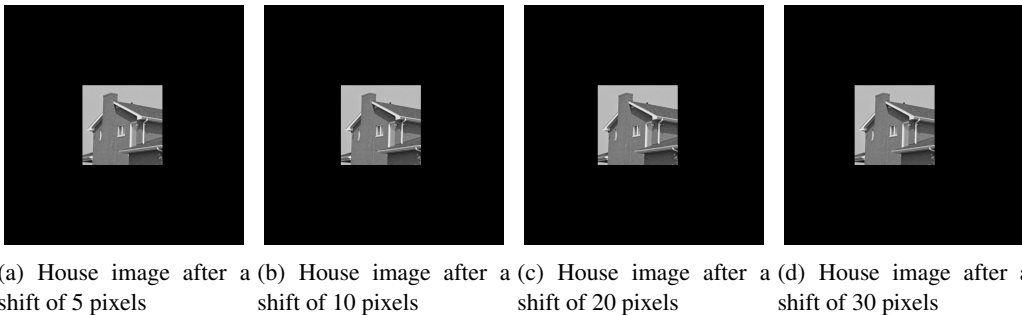 (a) House image after a
shift of 5 pixels
(b) House image after a
shift of 10 pixels
(c) House image after a
shift of 20 pixels
(d) House image after a
shift of 30 pixels